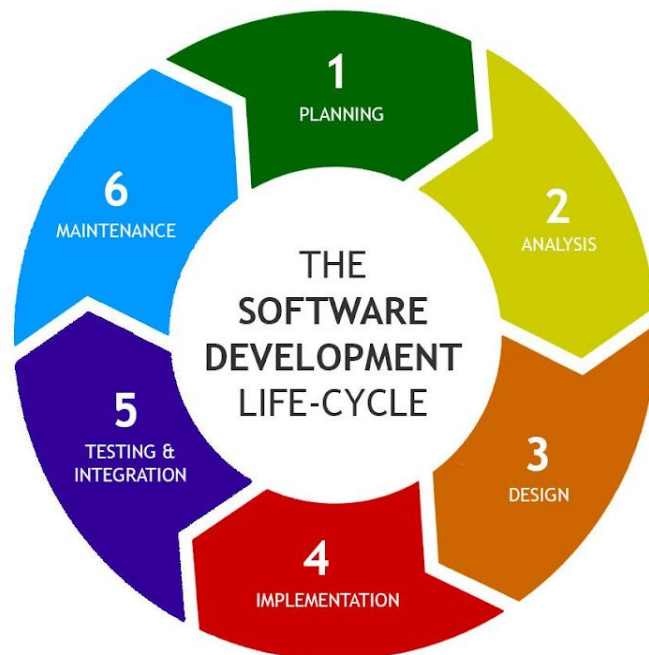 1
PLANNING
2
ANALYSIS
3
DESIGN
4
IMPLEMENTATION
5
TESTING &
INTEGRATION
6
MAINTENANCE
THE
SOFTWARE
DEVELOPMENT
LIFE-CYCLE